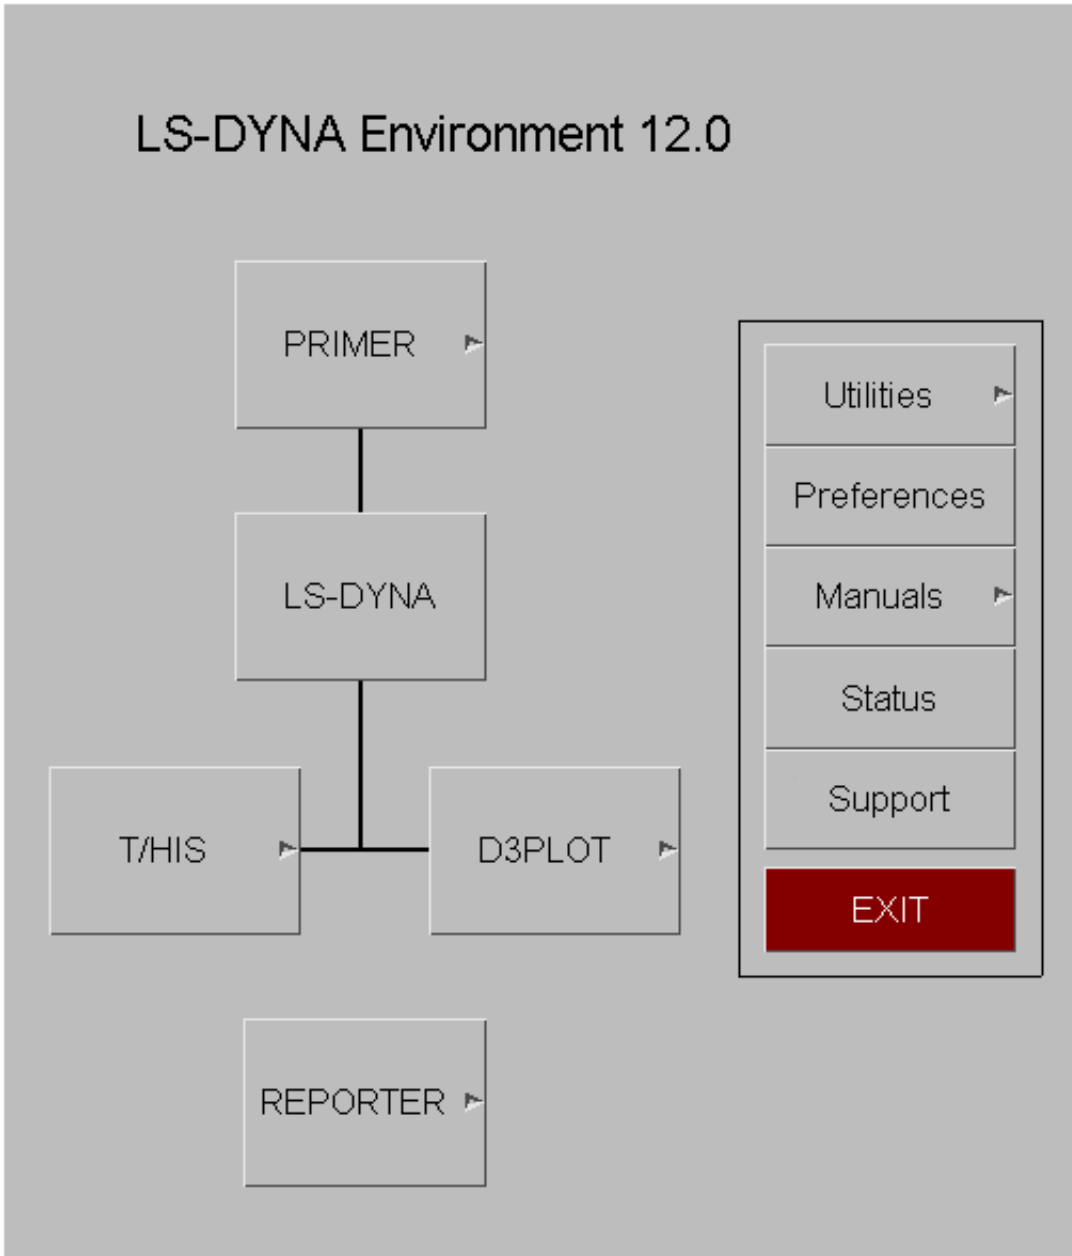 LS-DYNA Environment 12.0
PRIMER
LS-DYNA
T/HIS
D3PLOT
REPORTER
Utilities
Preferences
Manuals
Status
Support
EXIT